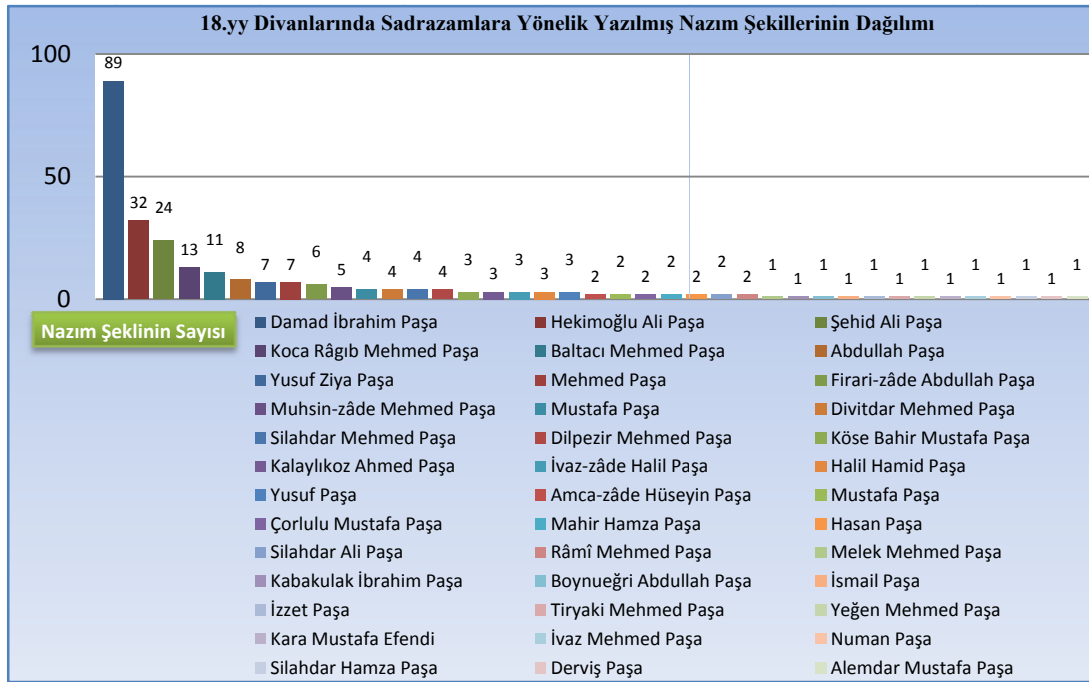 18.yy Divanlarında Sadrazamlara Yönelik Yazılmış Nazım Şekillerinin Dağılımı
100
50
0
89
32
24
13
11
8
7
7
6
5
4
4
4
4
3
3
3
3
3
2
2
2
2
2
2
2
1
1
1
1
1
1
1
1
1
1
1
1
1
Nazım Şeklinin Sayısı
Damad İbrahim Paşa Hekimoğlu Ali Paşa Şehid Ali Paşa
Koca Râgıb Mehmed Paşa Baltacı Mehmed Paşa Abdullah Paşa
Yusuf Ziya Paşa Mehmed Paşa Firari-zâde Abdullah Paşa
Muhsin-zâde Mehmed Paşa Mustafa Paşa Divitdar Mehmed Paşa
Silahdar Mehmed Paşa Dilpezir Mehmed Paşa Köse Bahir Mustafa Paşa
Kalaylıkoz Ahmed Paşa İvaz-zâde Halil Paşa Halil Hamid Paşa
Yusuf Paşa Amca-zâde Hüseyin Paşa Mustafa Paşa
Çorlulu Mustafa Paşa Mahir Hamza Paşa Hasan Paşa
Silahdar Ali Paşa Râmî Mehmed Paşa Melek Mehmed Paşa
Kabakulak İbrahim Paşa Boynueğri Abdullah Paşa İsmail Paşa
İzzet Paşa Tiryaki Mehmed Paşa Yeğen Mehmed Paşa
Kara Mustafa Efendi İvaz Mehmed Paşa Numan Paşa
Silahdar Hamza Paşa Derviş Paşa Alemdar Mustafa Paşa